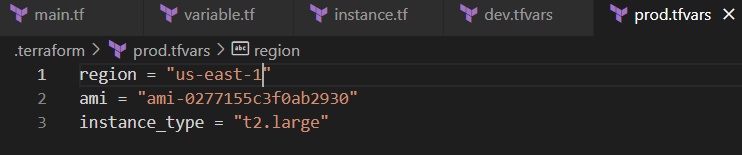 main.tf variable.tf instance.tf dev.tfvars prod.tfvars
.terraform > prod.tfvars > abc region
1 region = "us-east-1"
2 ami = "ami-0277155c3f0ab2930"
3 instance_type = "t2.large"